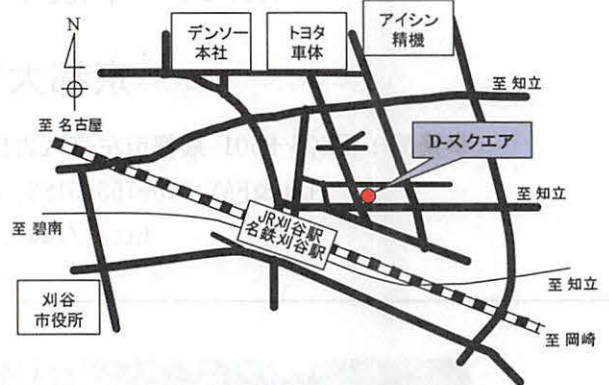 N
デンソー
本社
トヨタ
車体
アイシン
精機
至 知立
至 名古屋
D-スクエア
至 知立
至 碧南
JR刈谷駅
名鉄刈谷駅
至 知立
刈谷
市役所
至 岡崎